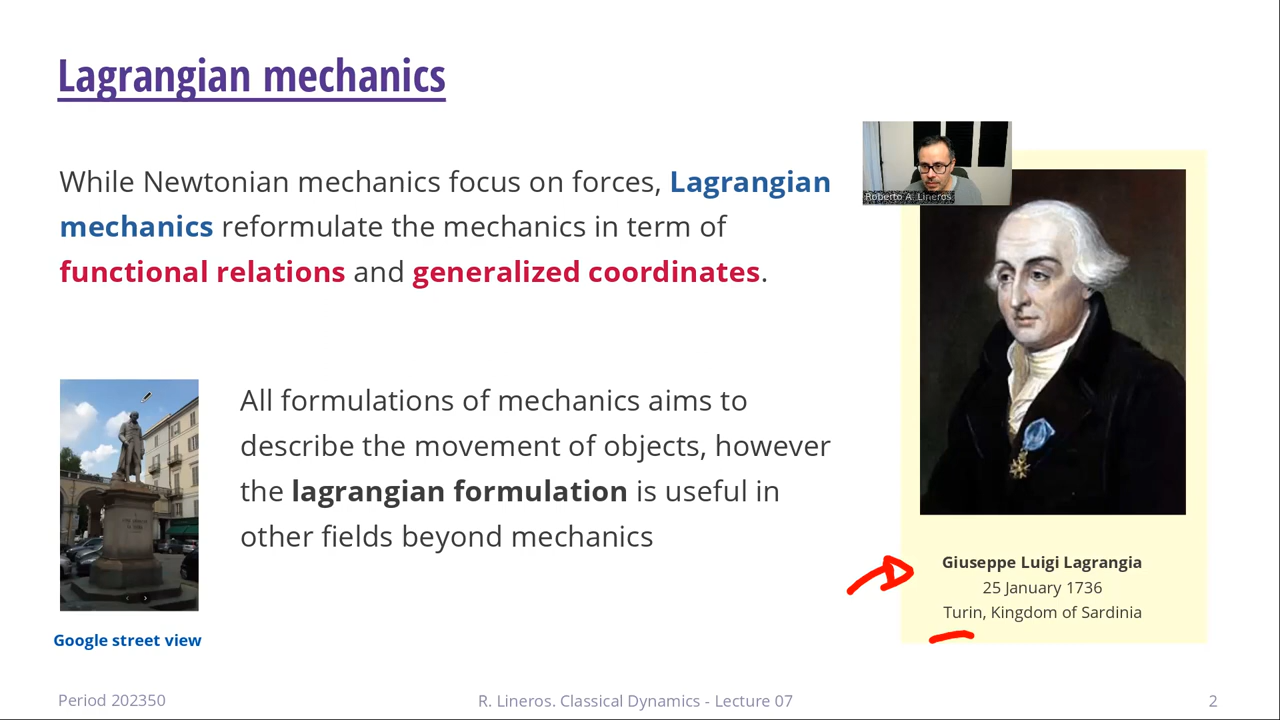 Lagrangian mechanics
While Newtonian mechanics focus on forces, Lagrangian
mechanics reformulate the mechanics in term of
functional relations and generalized coordinates.
Roberto A. Lineros
All formulations of mechanics aims to
describe the movement of objects, however
the lagrangian formulation is useful in
other fields beyond mechanics
Google street view
Giuseppe Luigi Lagrangia
25 January 1736
Turin, Kingdom of Sardinia
Period 202350
R. Lineros. Classical Dynamics - Lecture 07
2